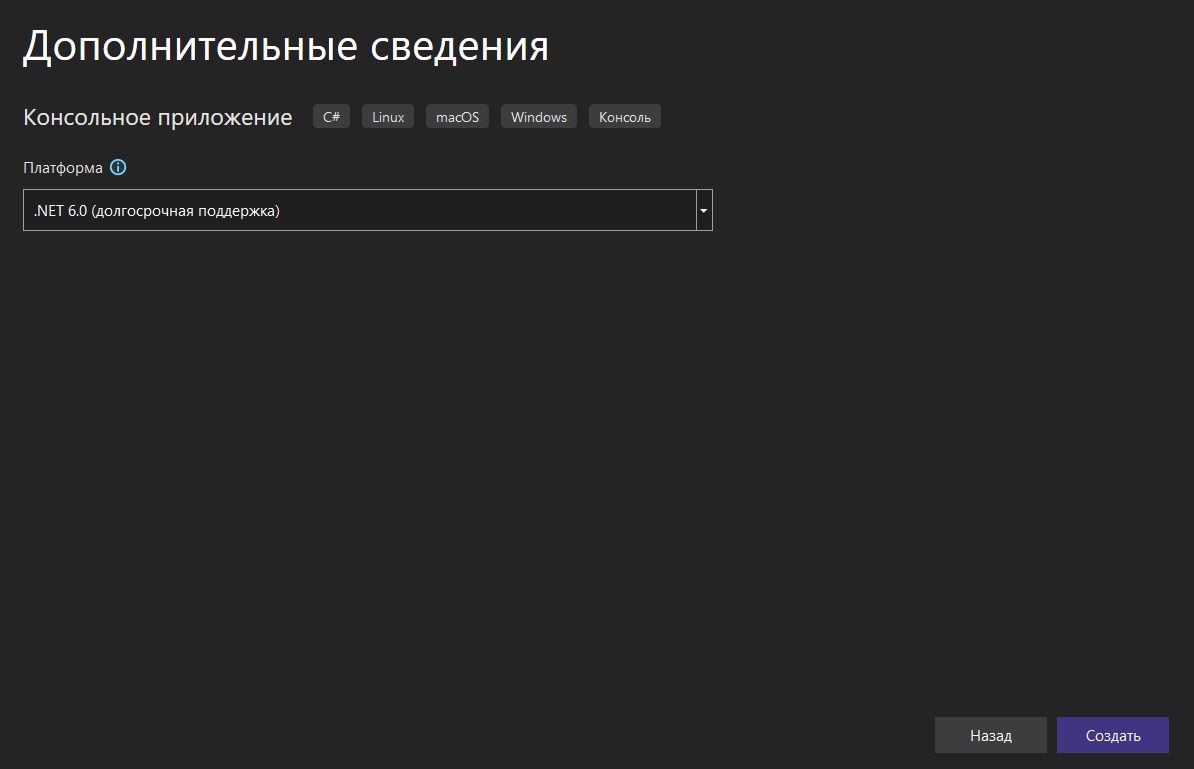 Дополнительные сведения
Консольное приложение C# Linux macOS Windows Консоль
Платформа
.NET 6.0 (долгосрочная поддержка)
Назад Создать